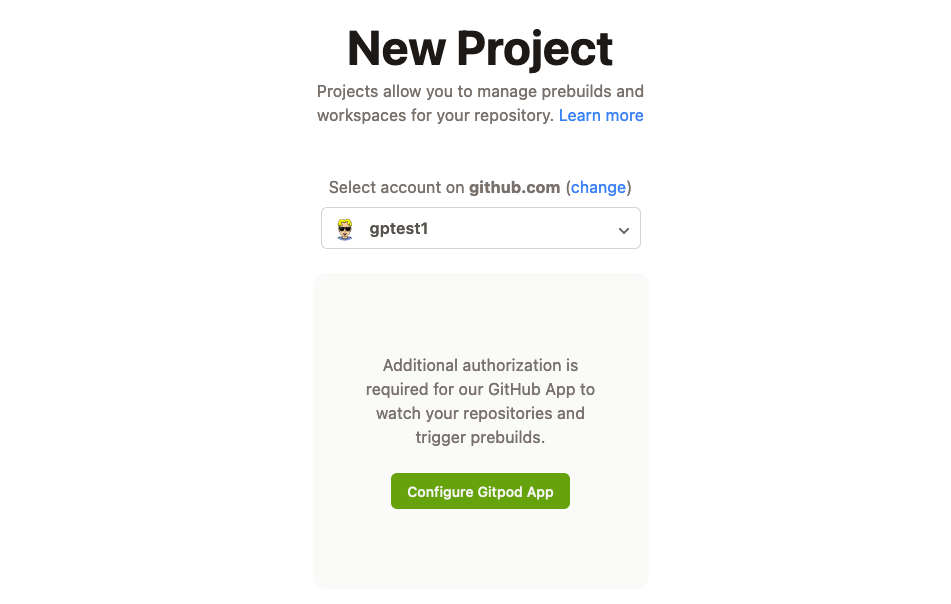 New Project
Projects allow you to manage prebuilds and
workspaces for your repository. Learn more
Select account on github.com (change)
gptest1
Additional authorization is
required for our GitHub App to
watch your repositories and
trigger prebuilds.
Configure Gitpod App